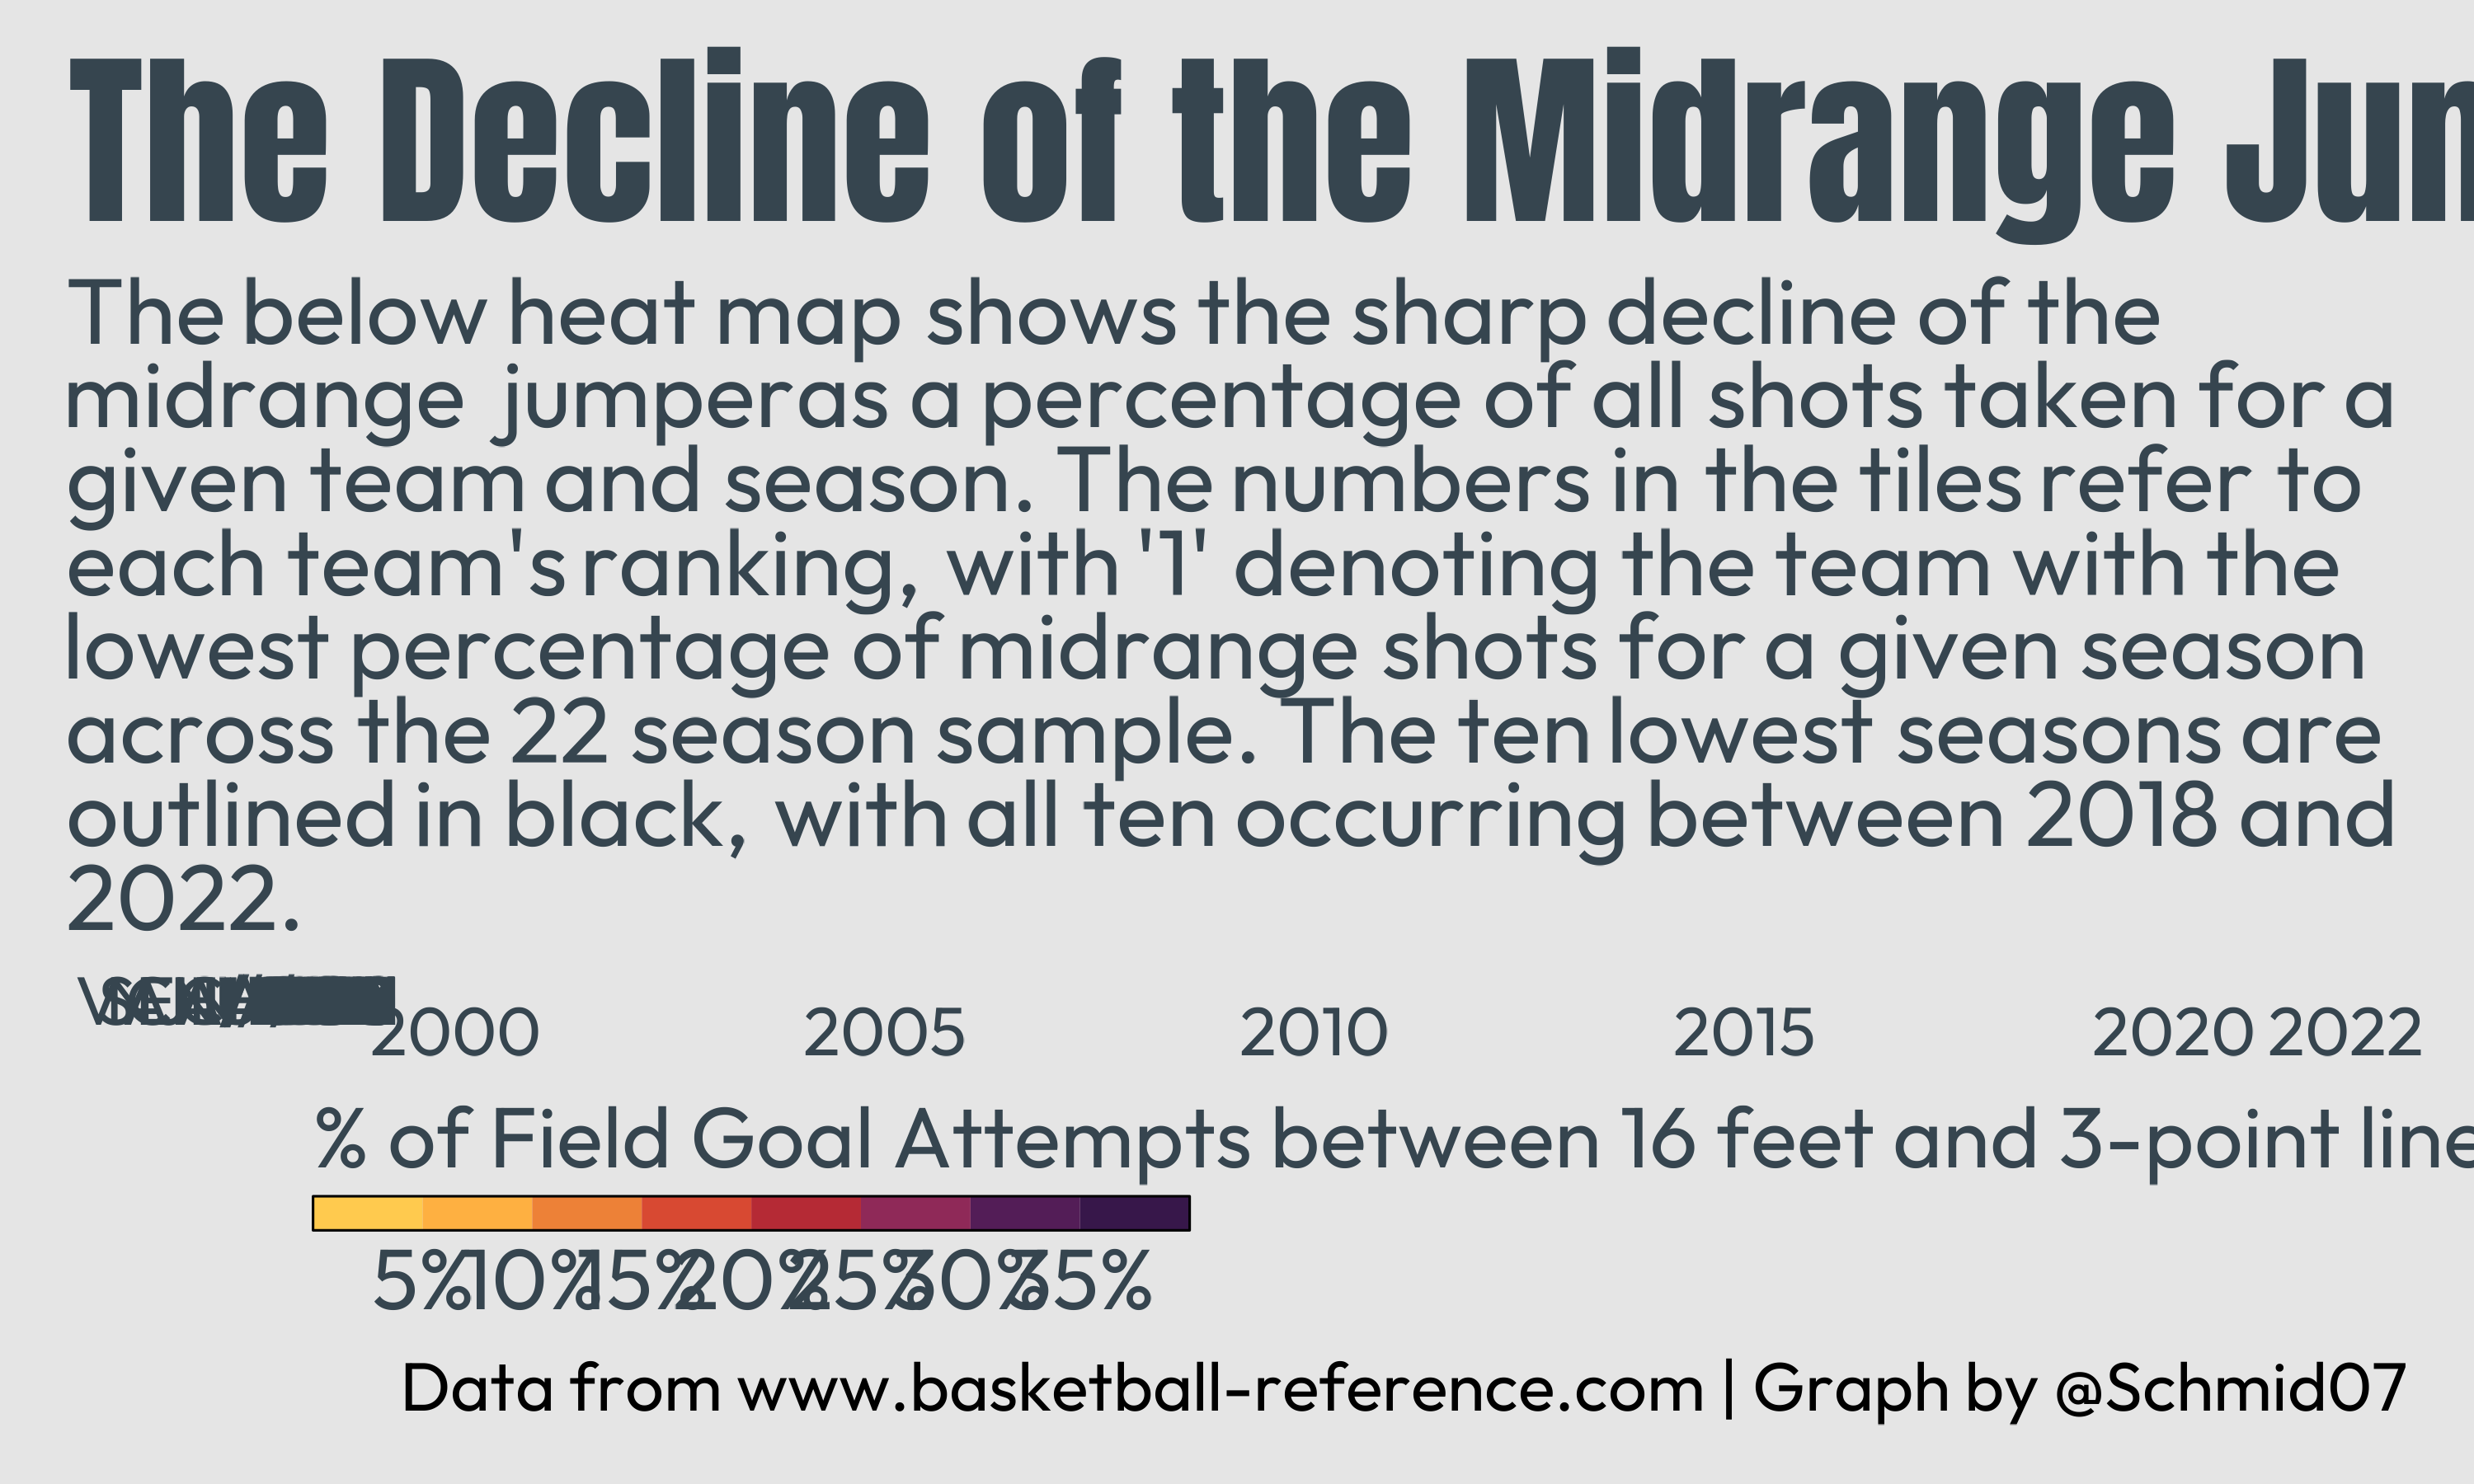 The Decline of the Midrange Jum
The below heat map shows the sharp decline of the
midrange jumper as a percentage of all shots taken for a
given team and season. The numbers in the tiles refer to
each team's ranking, with '1' denoting the team with the
lowest percentage of midrange shots for a given season
across the 22 season sample. The ten lowest seasons are
outlined in black, with all ten occurring between 2018 and
2022.
2000 2005 2010 2015 2020 2022
% of Field Goal Attempts between 16 feet and 3-point line
5% 10% 15% 20% 25% 30% 35%
Data from www.basketball-reference.com | Graph by @Schmid07